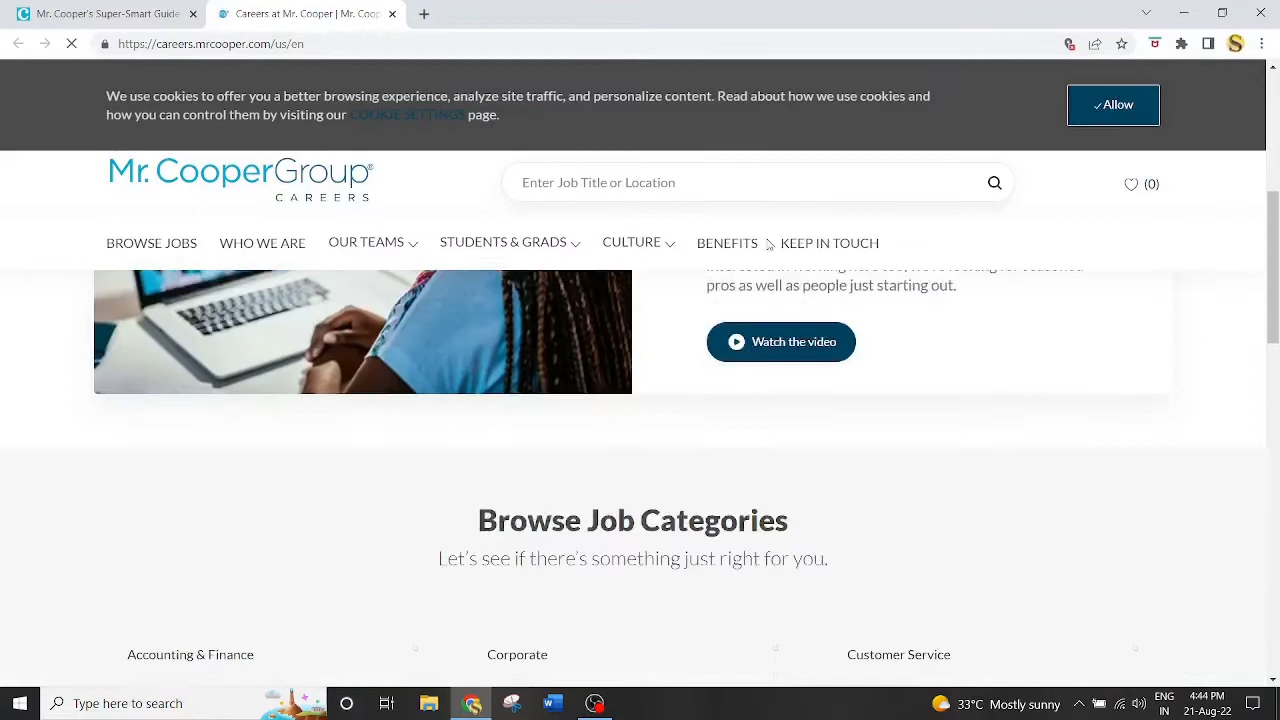 Mr. Cooper's Super-Smart Guide
Careers at Mr. Cooper Group | Mr. Coop
https://careers.mrcooper.com/us/en
We use cookies to offer you a better browsing experience, analyze site traffic, and personalize content. Read about how we use cookies and
how you can control them by visiting our COOKIE SETTINGS page.
Allow
Mr. CooperGroup®
CAREERS
Enter Job Title or Location
(0)
BROWSE JOBS WHO WE ARE OUR TEAMS STUDENTS & GRADS CULTURE BENEFITS KEEP IN TOUCH
pros as well as people just starting out.
Watch the video
Browse Job Categories
Let's see if there's something just right for you.
Accounting & Finance Corporate Customer Service
Type here to search
33°C Mostly sunny
ENG
IN
4:44 PM
21-Aug-22